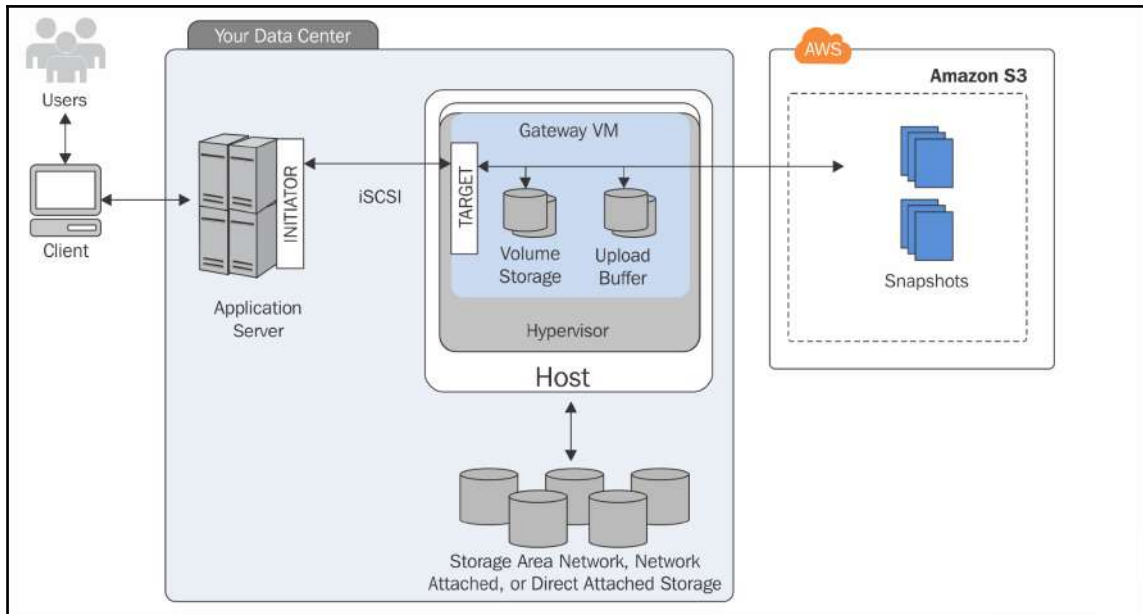 Your Data Center
AWS
Amazon S3
Users
Client
INITIATOR
Application
Server
iSCSI
Gateway VM
TARGET
Volume
Storage
Upload
Buffer
Hypervisor
Host
Snapshots
Storage Area Network, Network
Attached, or Direct Attached Storage